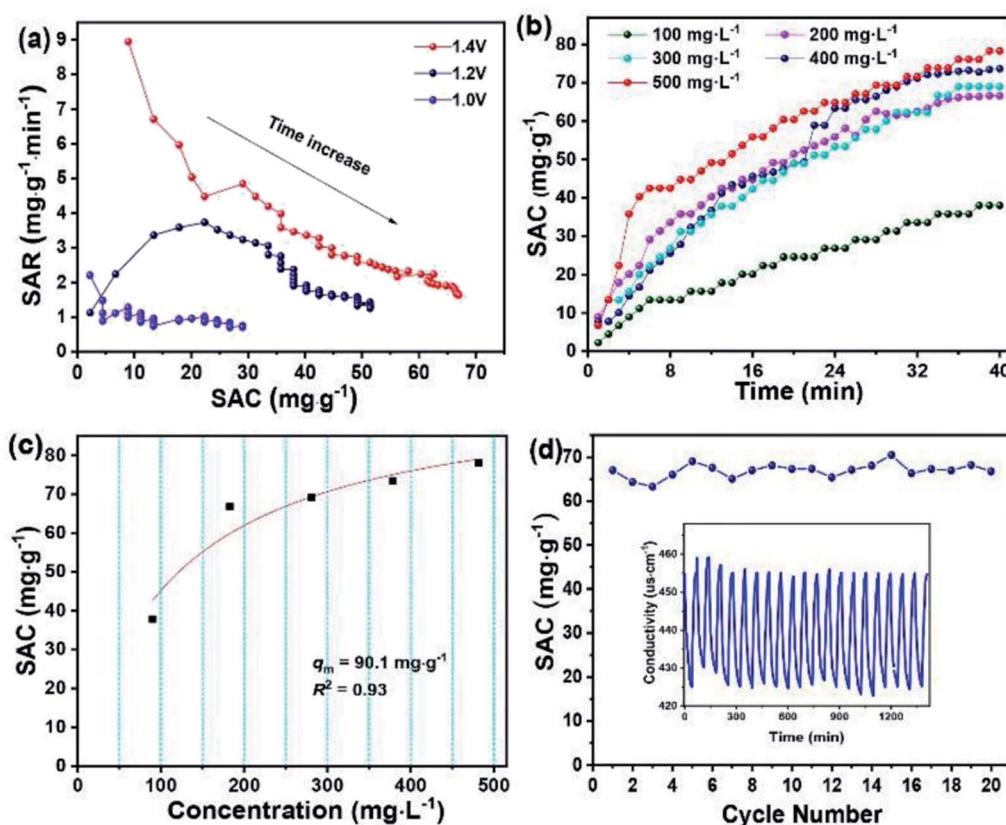 (a)
1.4V
1.2V
1.0V
Time increase
SAR (mg·g⁻¹·min⁻¹)
9
8
7
6
5
4
3
2
1
0
0 10 20 30 40 50 60 70
SAC (mg·g⁻¹)
(b)
100 mg·L⁻¹ 200 mg·L⁻¹
300 mg·L⁻¹ 400 mg·L⁻¹
500 mg·L⁻¹
SAC (mg·g⁻¹)
80
70
60
50
40
30
20
10
0
0 8 16 24 32 40
Time (min)
(c)
SAC (mg·g⁻¹)
80
70
60
50
40
30
20
10
0
qm = 90.1 mg·g⁻¹
R² = 0.93
0 100 200 300 400 500
Concentration (mg·L⁻¹)
(d)
SAC (mg·g⁻¹)
70
60
50
40
30
20
10
0
Conductivity (us·cm⁻¹)
460
450
440
430
420
0 300 600 900 1200
Time (min)
0 2 4 6 8 10 12 14 16 18 20
Cycle Number